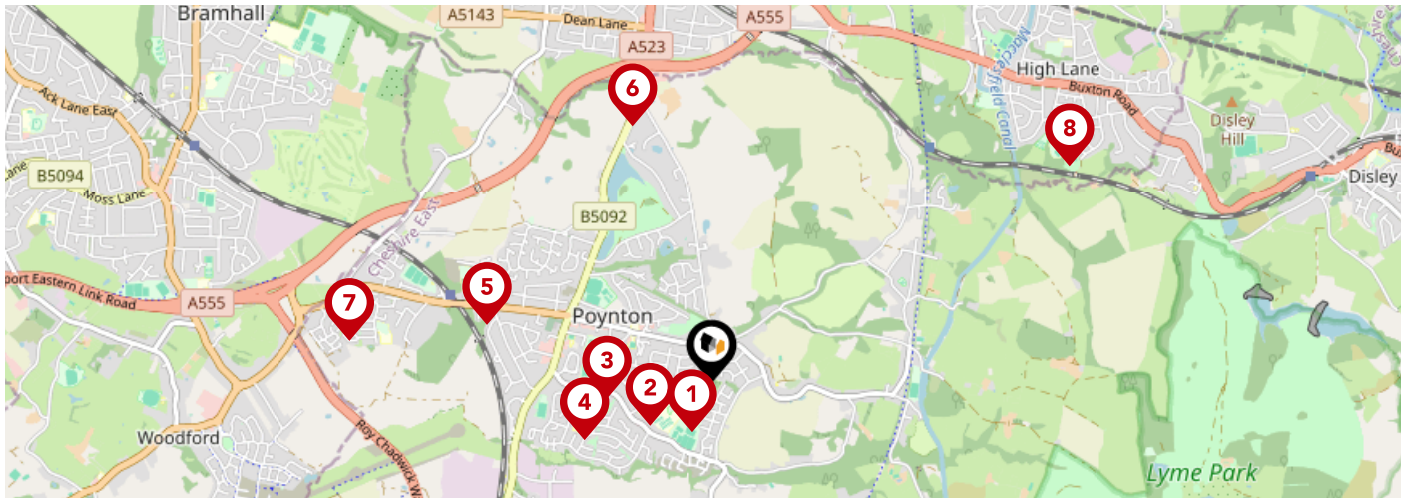 Bramhall
A5143
Dean Lane
A555
A523
High Lane
Macclesfield Canal
Buxton Road
Ack Lane East
6
8
Disley
Hill
B5094
Moss Lane
Disley
B5092
Cheshire East
port Eastern Link Road
A555
7
5
Poynton
3
2
1
4
Woodford
Roy Chadwick W
Lyme Park